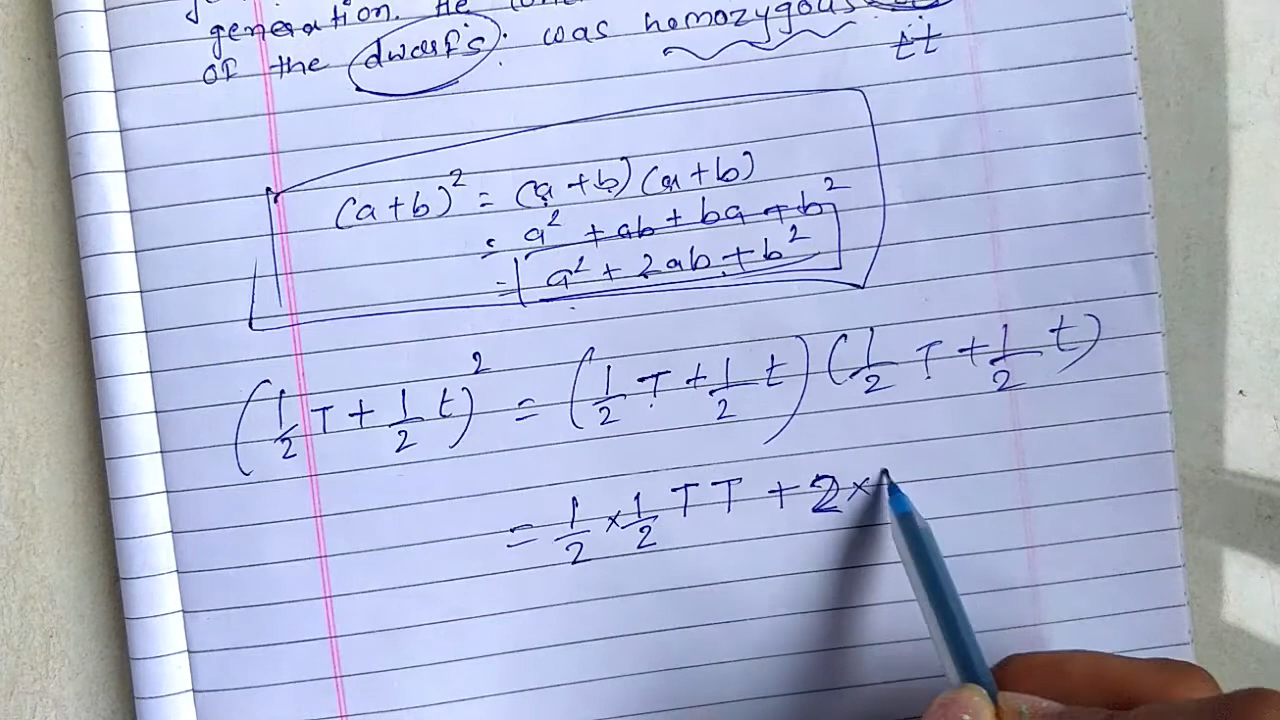 generation. He
of the dwarfs. was homozygous
tt
(a+b)² = (a+b)(a+b)
= a² + ab + ba + b²
= a² + 2ab + b²
(1/2 T + 1/2 t)² = (1/2 T + 1/2 t)(1/2 T + 1/2 t)
= 1/2 × 1/2 TT + 2×